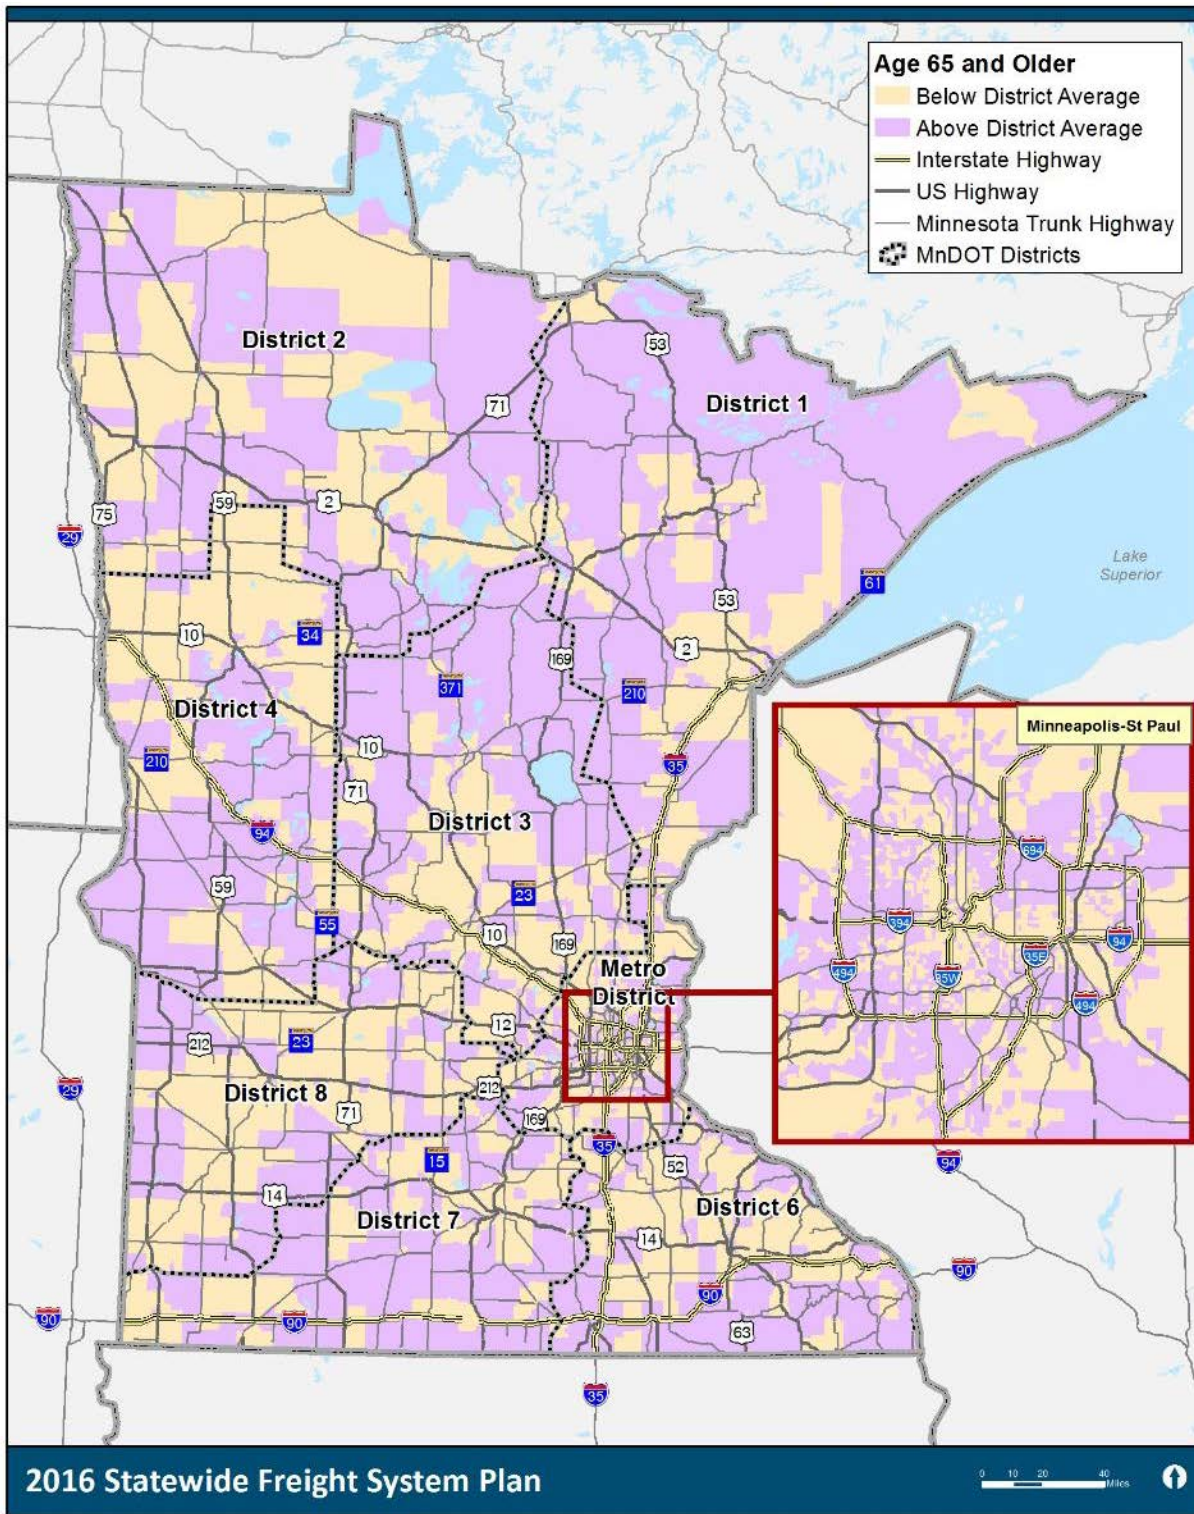 Age 65 and Older
Below District Average
Above District Average
Interstate Highway
US Highway
Minnesota Trunk Highway
MnDOT Districts
District 2
53
District 1
71
59
2
75
29
Lake
Superior
61
53
10
34
2
169
371
210
District 4
Minneapolis-St Paul
10
210
35
71
District 3
94
694
59
23
55
394
10
169
94
35E
Metro
District
494
35W
494
12
23
212
District 8
29
212
71
169
35
15
94
52
14
District 6
District 7
14
90
90
90
90
63
35
2016 Statewide Freight System Plan
0 10 20 40
Miles